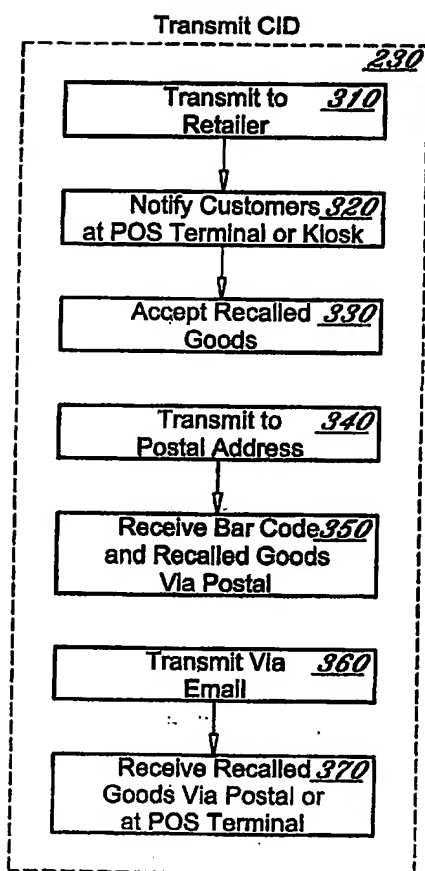 Transmit CID
230
Transmit to 310
Retailer
Notify Customers 320
at POS Terminal or Kiosk
Accept Recalled 330
Goods
Transmit to 340
Postal Address
Receive Bar Code 350
and Recalled Goods
Via Postal
Transmit Via 360
Email
Receive Recalled 370
Goods Via Postal or
at POS Terminal